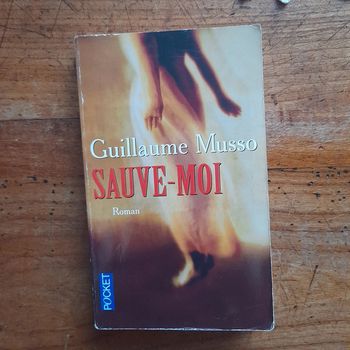 Guillaume Musso
SAUVE-MOI
Roman
POCKET